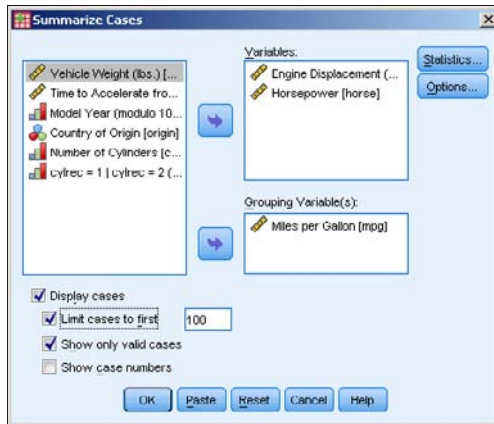 Summarize Cases
Vehicle Weight (lbs.) [...
Time to Accelerate fro...
Model Year (modulo 10...
Country of Origin [origin]
Number of Cylinders [c...
cylrec = 1 | cylrec = 2 (...
Variables:
Engine Displacement (...
Horsepower [horse]
Grouping Variable(s):
Miles per Gallon [mpg]
Statistics...
Options...
Display cases
Limit cases to first 100
Show only valid cases
Show case numbers
OK Paste Reset Cancel Help